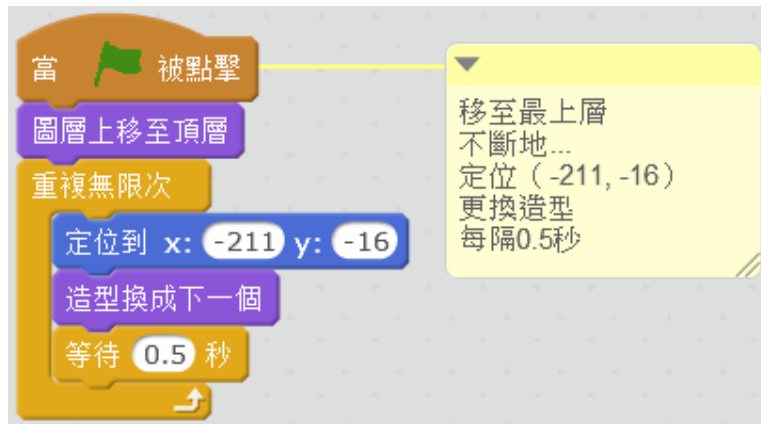 當 被點擊
圖層上移至頂層
重複無限次
定位到 x: -211 y: -16
造型換成下一個
等待 0.5 秒
移至最上層
不斷地...
定位（-211, -16）
更換造型
每隔0.5秒